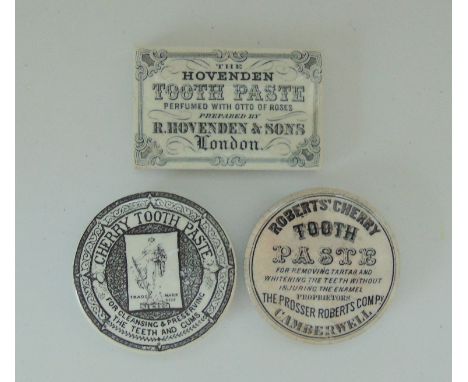 THE
HOVENDEN
TOOTH PASTE
PERFUMED WITH OTTO OF ROSES
PREPARED BY
R. HOVENDEN & SONS
London.
CHERRY TOOTH PASTE
TRADE MARK
FOR CLEANSING & PRESERVING
THE TEETH AND GUMS
ROBERTS' CHERRY
TOOTH
PASTE
FOR REMOVING TARTAR AND
WHITENING THE TEETH WITHOUT
INJURING THE ENAMEL
PROPRIETORS
THE PROSSER ROBERTS COMPY
CAMBERWELL